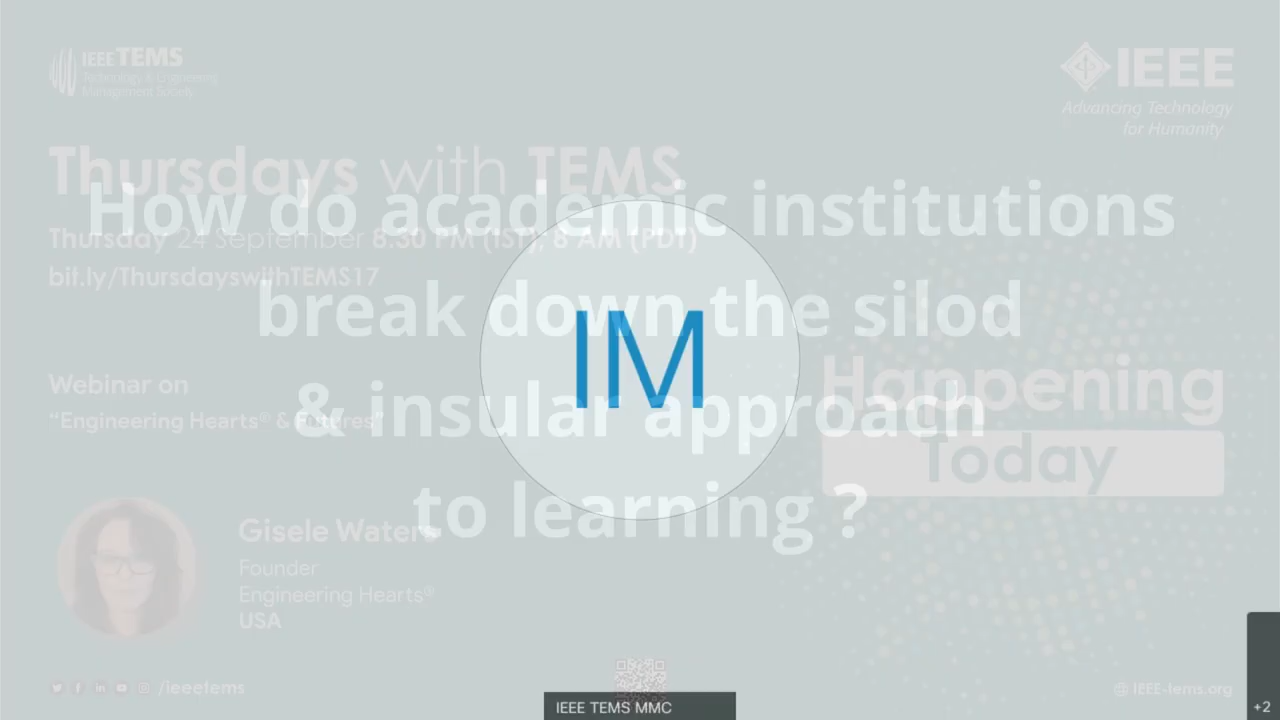 IEEE TEMS
Technology & Engineering
Management Society
IEEE
Advancing Technology
for Humanity
Thursdays with TEMS
Thursday 24 September 8.30 PM (IST), 8 AM (PDT)
bit.ly/ThursdayswithTEMS17
How do academic institutions
break down the silod
& insular approach
to learning ?
IM
Webinar on
“Engineering Hearts® & Futures”
Happening
Today
Gisele Waters
Founder
Engineering Hearts®
USA
/ieeetems
IEEE-tems.org
IEEE TEMS MMC
+2